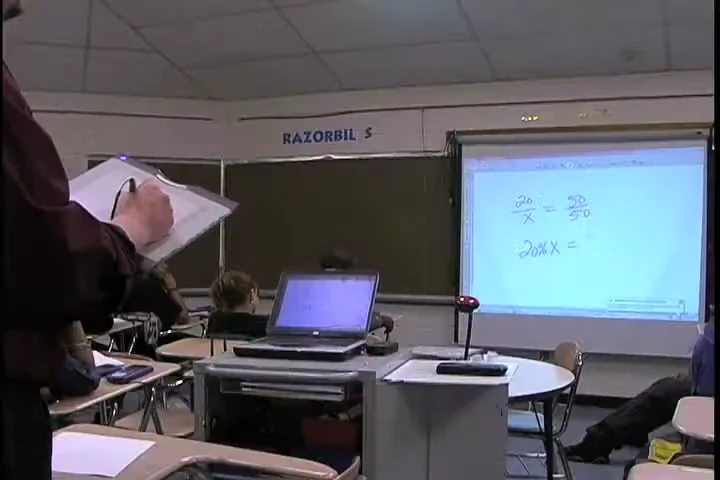 RAZORBIL S
20/x = 50/50
20%x =